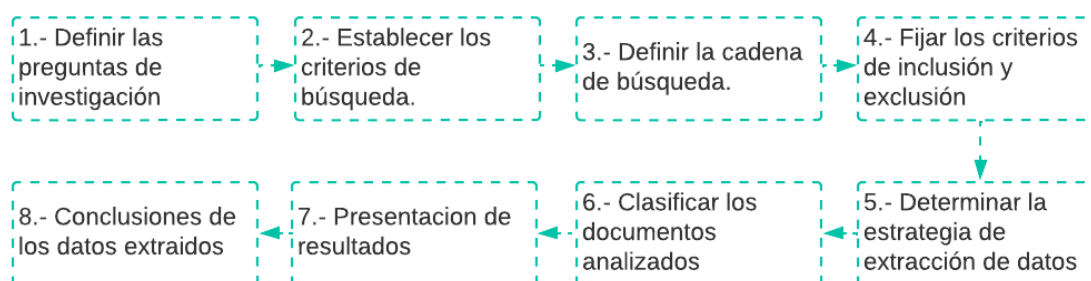 1.- Definir las
preguntas de
investigación
2.- Establecer los
criterios de
búsqueda.
3.- Definir la cadena
de búsqueda.
4.- Fijar los criterios
de inclusión y
exclusión
5.- Determinar la
estrategia de
extracción de datos
6.- Clasificar los
documentos
analizados
7.- Presentacion de
resultados
8.- Conclusiones de
los datos extraidos